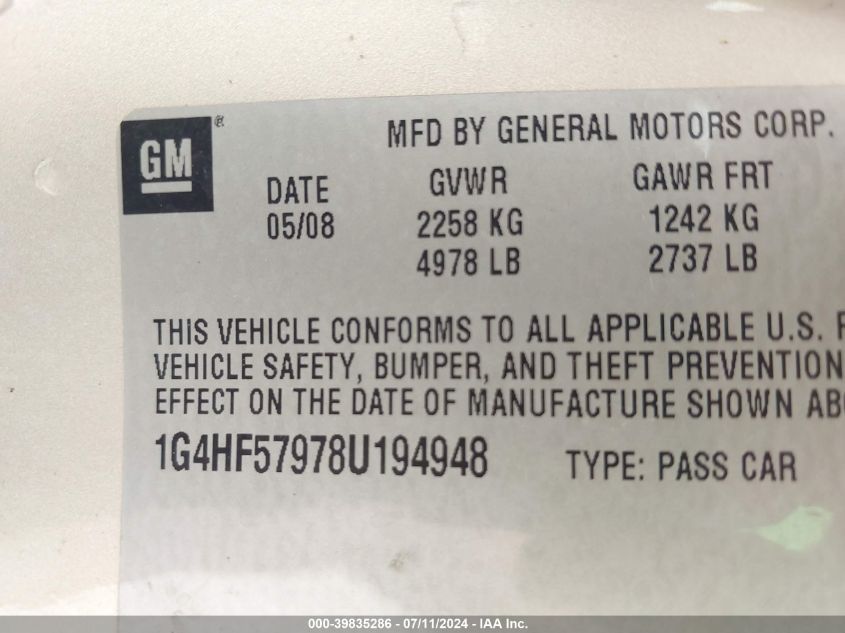 GM®
MFD BY GENERAL MOTORS CORP.
DATE GVWR GAWR FRT
05/08 2258 KG 1242 KG
4978 LB 2737 LB
THIS VEHICLE CONFORMS TO ALL APPLICABLE U.S. F
VEHICLE SAFETY, BUMPER, AND THEFT PREVENTION
EFFECT ON THE DATE OF MANUFACTURE SHOWN ABO
1G4HF57978U194948 TYPE: PASS CAR
000-39835286 - 07/11/2024 - IAA Inc.